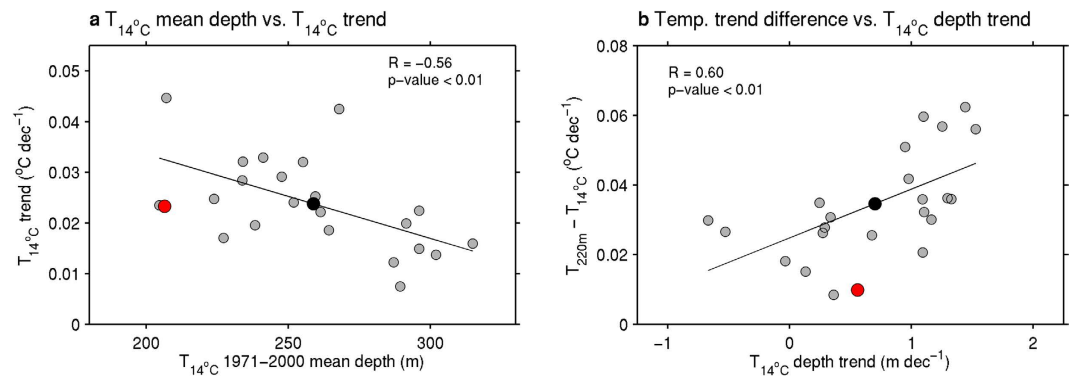 a T14°C mean depth vs. T14°C trend
R = −0.56
p−value < 0.01
0.05
0.04
0.03
0.02
0.01
0
200
250
300
T14°C trend (°C dec−1)
T14°C 1971−2000 mean depth (m)
b Temp. trend difference vs. T14°C depth trend
R = 0.60
p−value < 0.01
0.08
0.06
0.04
0.02
0
−1
0
1
2
T220m − T14°C (°C dec−1)
T14°C depth trend (m dec−1)